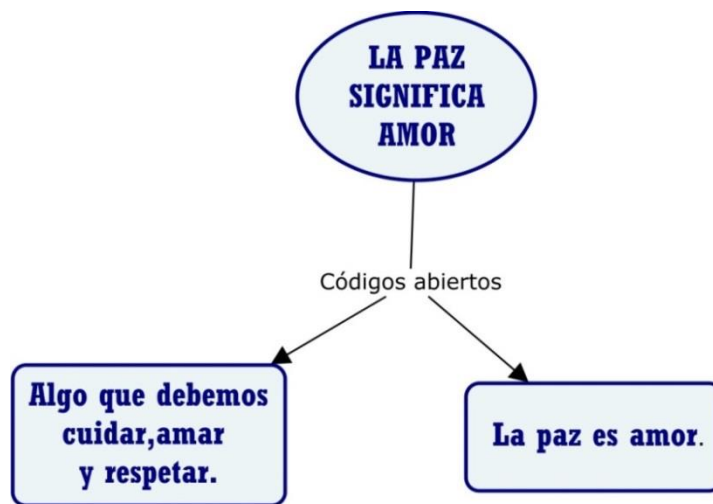 LA PAZ
SIGNIFICA
AMOR
Códigos abiertos
Algo que debemos
cuidar,amar
y respetar.
La paz es amor.